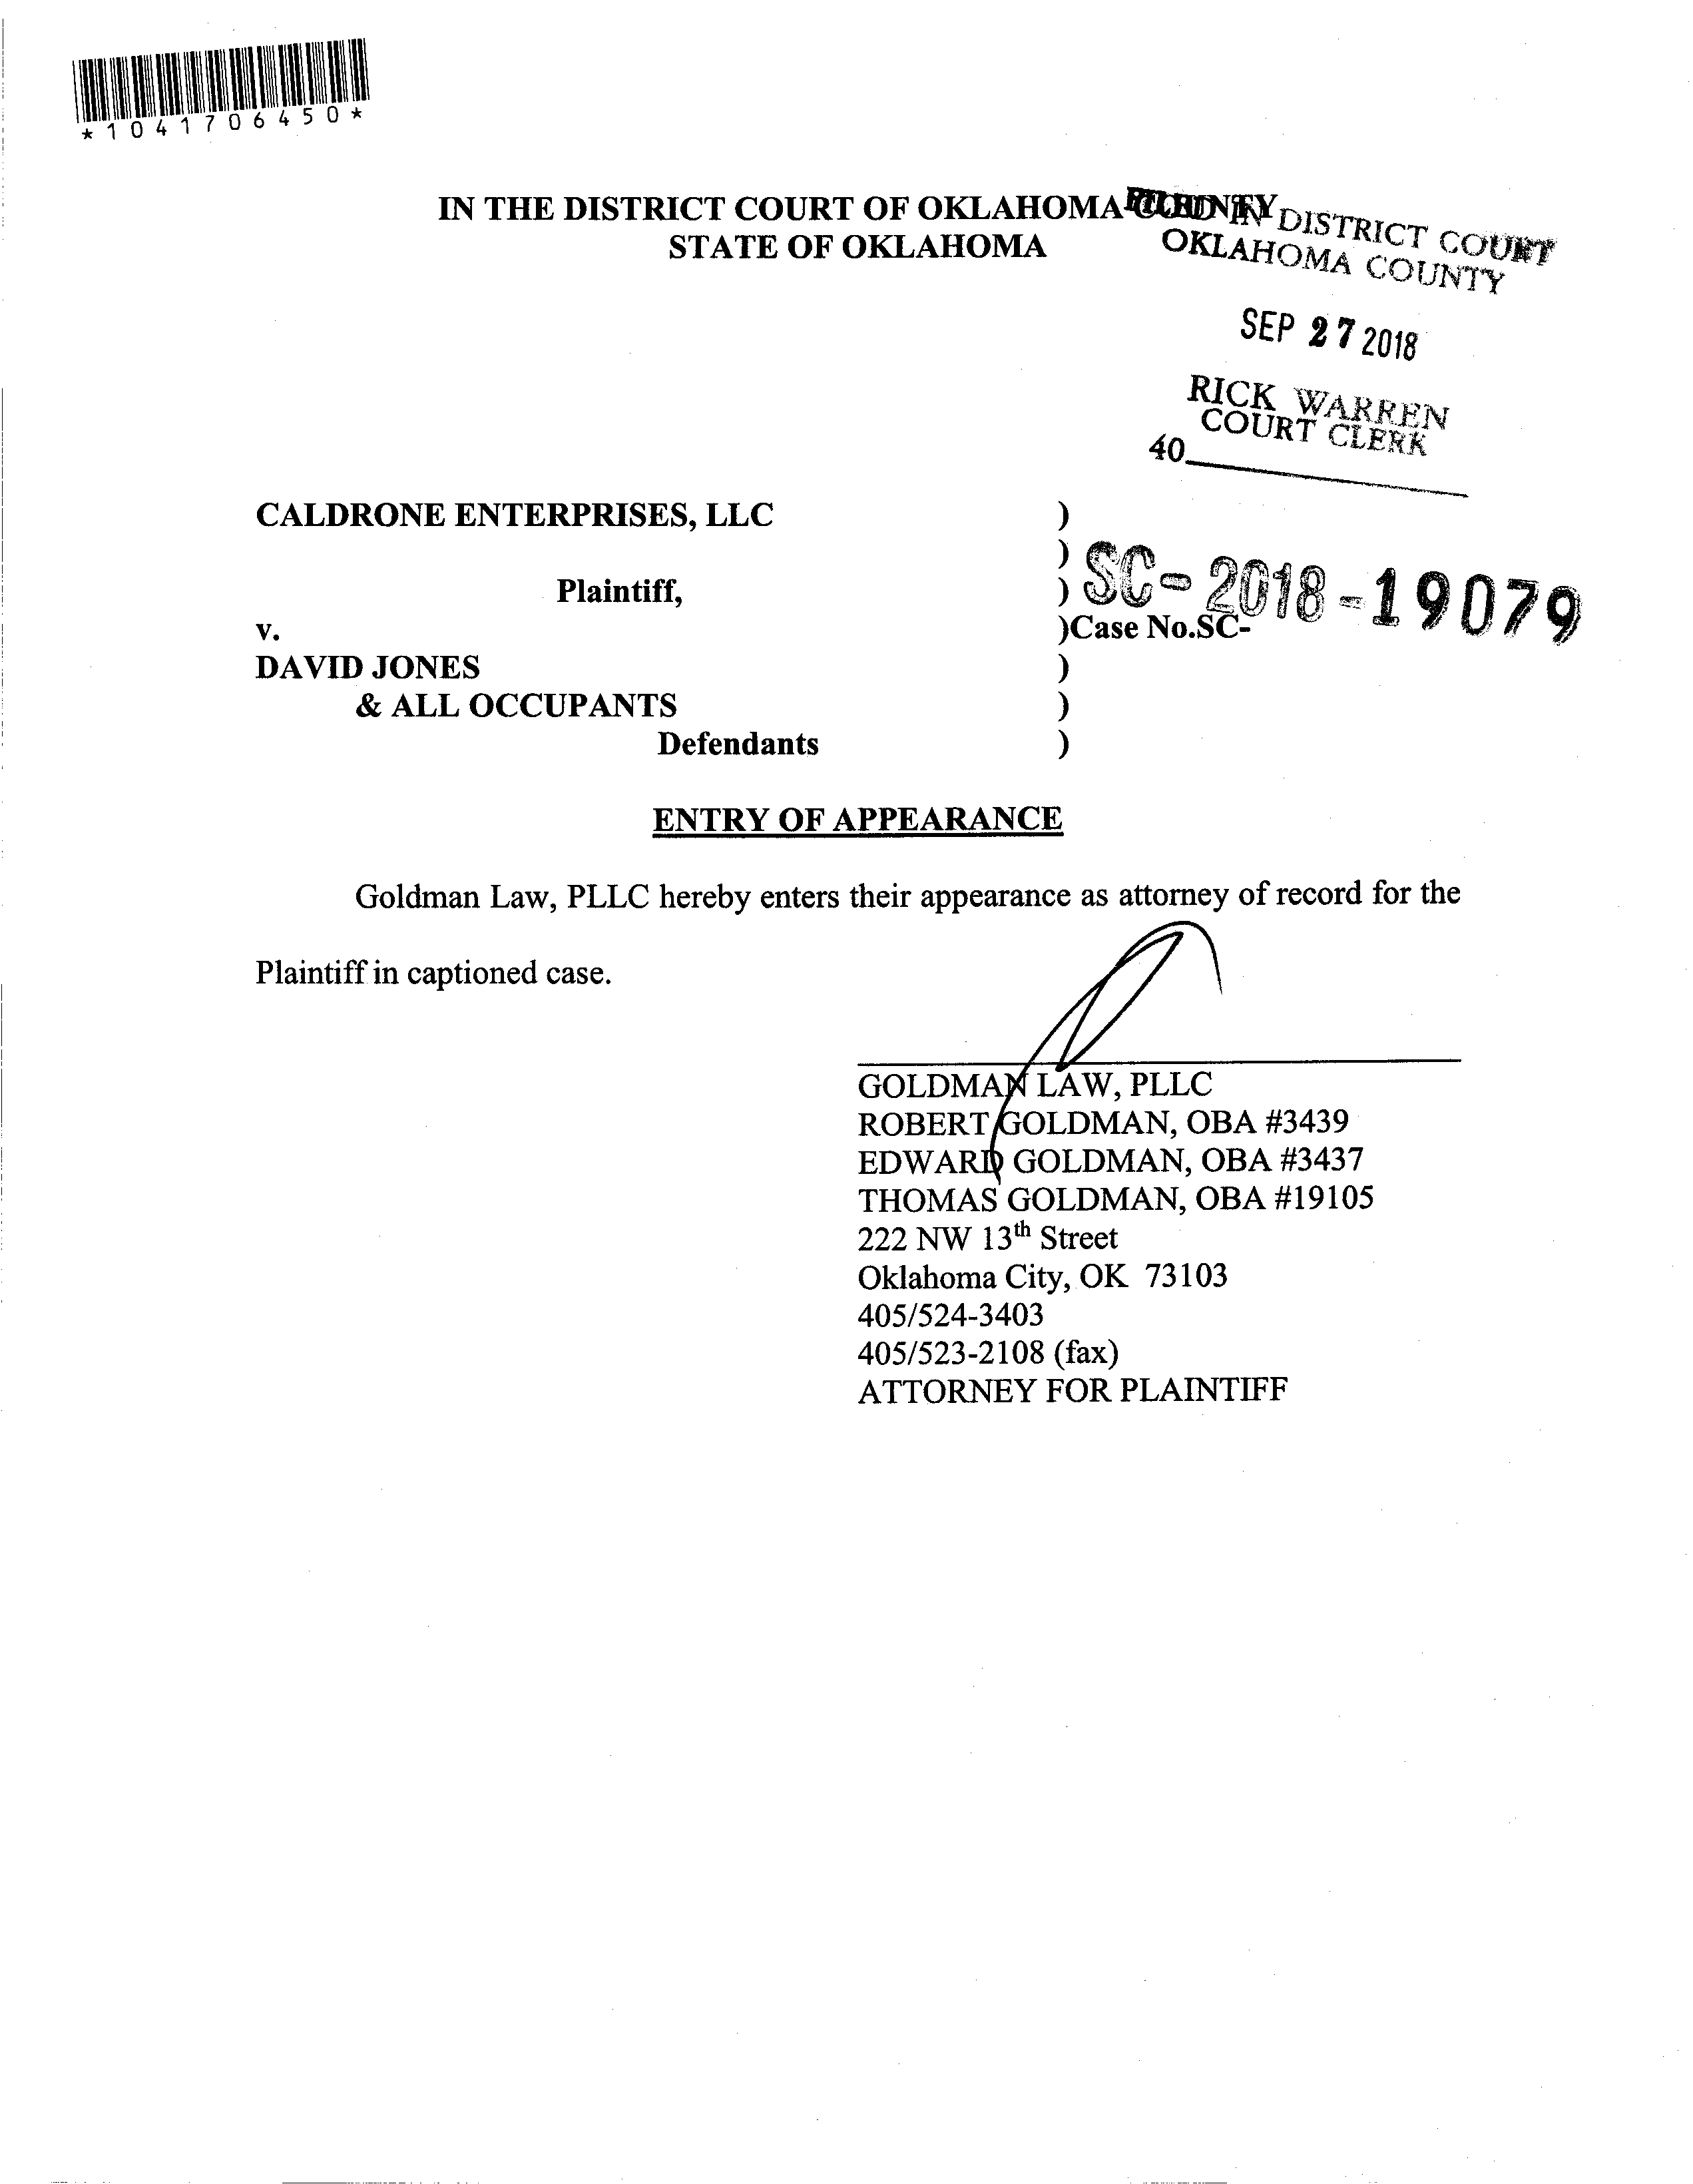 *1041706450*
IN THE DISTRICT COURT OF OKLAHOMA COUNTY
STATE OF OKLAHOMA
FILED IN DISTRICT COURT
OKLAHOMA COUNTY
SEP 27 2018
RICK WARREN
COURT CLERK
40
CALDRONE ENTERPRISES, LLC )
)
Plaintiff, )
SC-2018-19079
v. )Case No.SC-
DAVID JONES )
& ALL OCCUPANTS )
Defendants )
ENTRY OF APPEARANCE
Goldman Law, PLLC hereby enters their appearance as attorney of record for the
Plaintiff in captioned case.
GOLDMAN LAW, PLLC
ROBERT GOLDMAN, OBA #3439
EDWARD GOLDMAN, OBA #3437
THOMAS GOLDMAN, OBA #19105
222 NW 13th Street
Oklahoma City, OK 73103
405/524-3403
405/523-2108 (fax)
ATTORNEY FOR PLAINTIFF